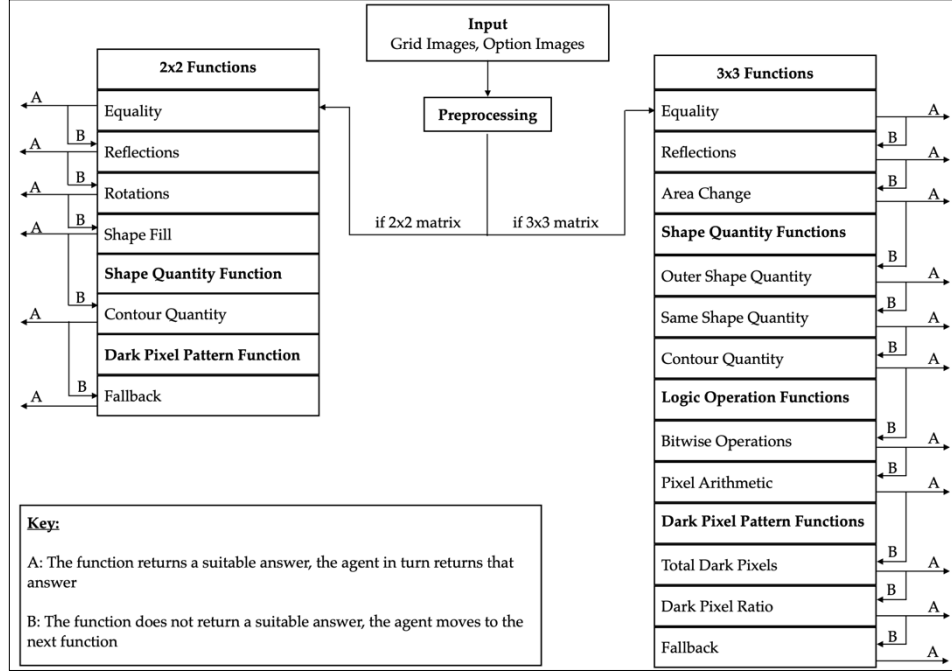 Input
Grid Images, Option Images
Preprocessing
if 2x2 matrix
if 3x3 matrix
2x2 Functions
A
Equality
B
A
Reflections
B
A
Rotations
B
A
Shape Fill
Shape Quantity Function
B
Contour Quantity
A
Dark Pixel Pattern Function
B
Fallback
A
3x3 Functions
Equality
A
B
Reflections
A
B
Area Change
A
Shape Quantity Functions
B
Outer Shape Quantity
A
B
Same Shape Quantity
A
B
Contour Quantity
A
Logic Operation Functions
B
Bitwise Operations
A
B
Pixel Arithmetic
A
Dark Pixel Pattern Functions
B
Total Dark Pixels
A
B
Dark Pixel Ratio
A
B
Fallback
A
Key:
A: The function returns a suitable answer, the agent in turn returns that
answer
B: The function does not return a suitable answer, the agent moves to the
next function